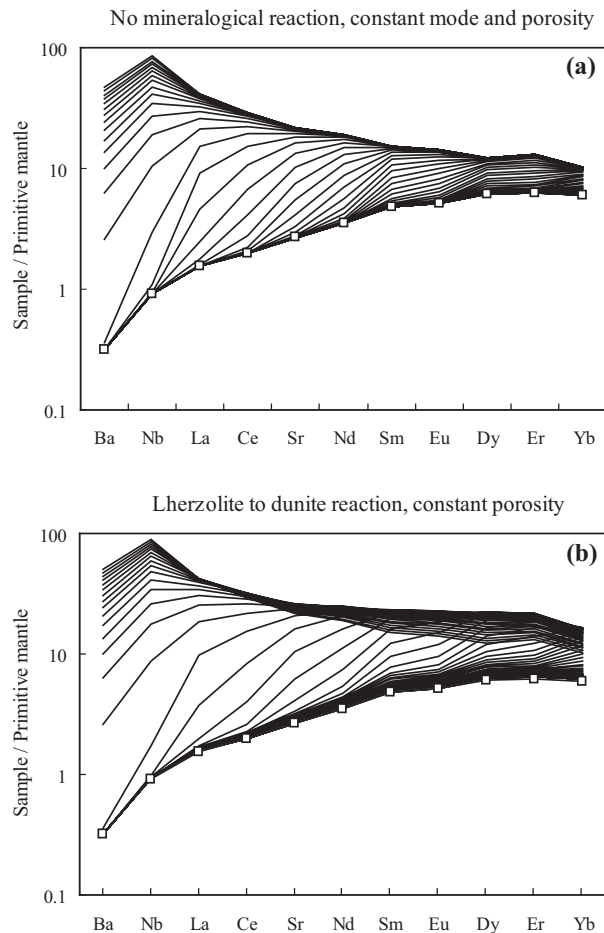 No mineralogical reaction, constant mode and porosity
(a)
100
10
1
0.1
Sample / Primitive mantle
Ba Nb La Ce Sr Nd Sm Eu Dy Er Yb
Lherzolite to dunite reaction, constant porosity
(b)
100
10
1
0.1
Sample / Primitive mantle
Ba Nb La Ce Sr Nd Sm Eu Dy Er Yb